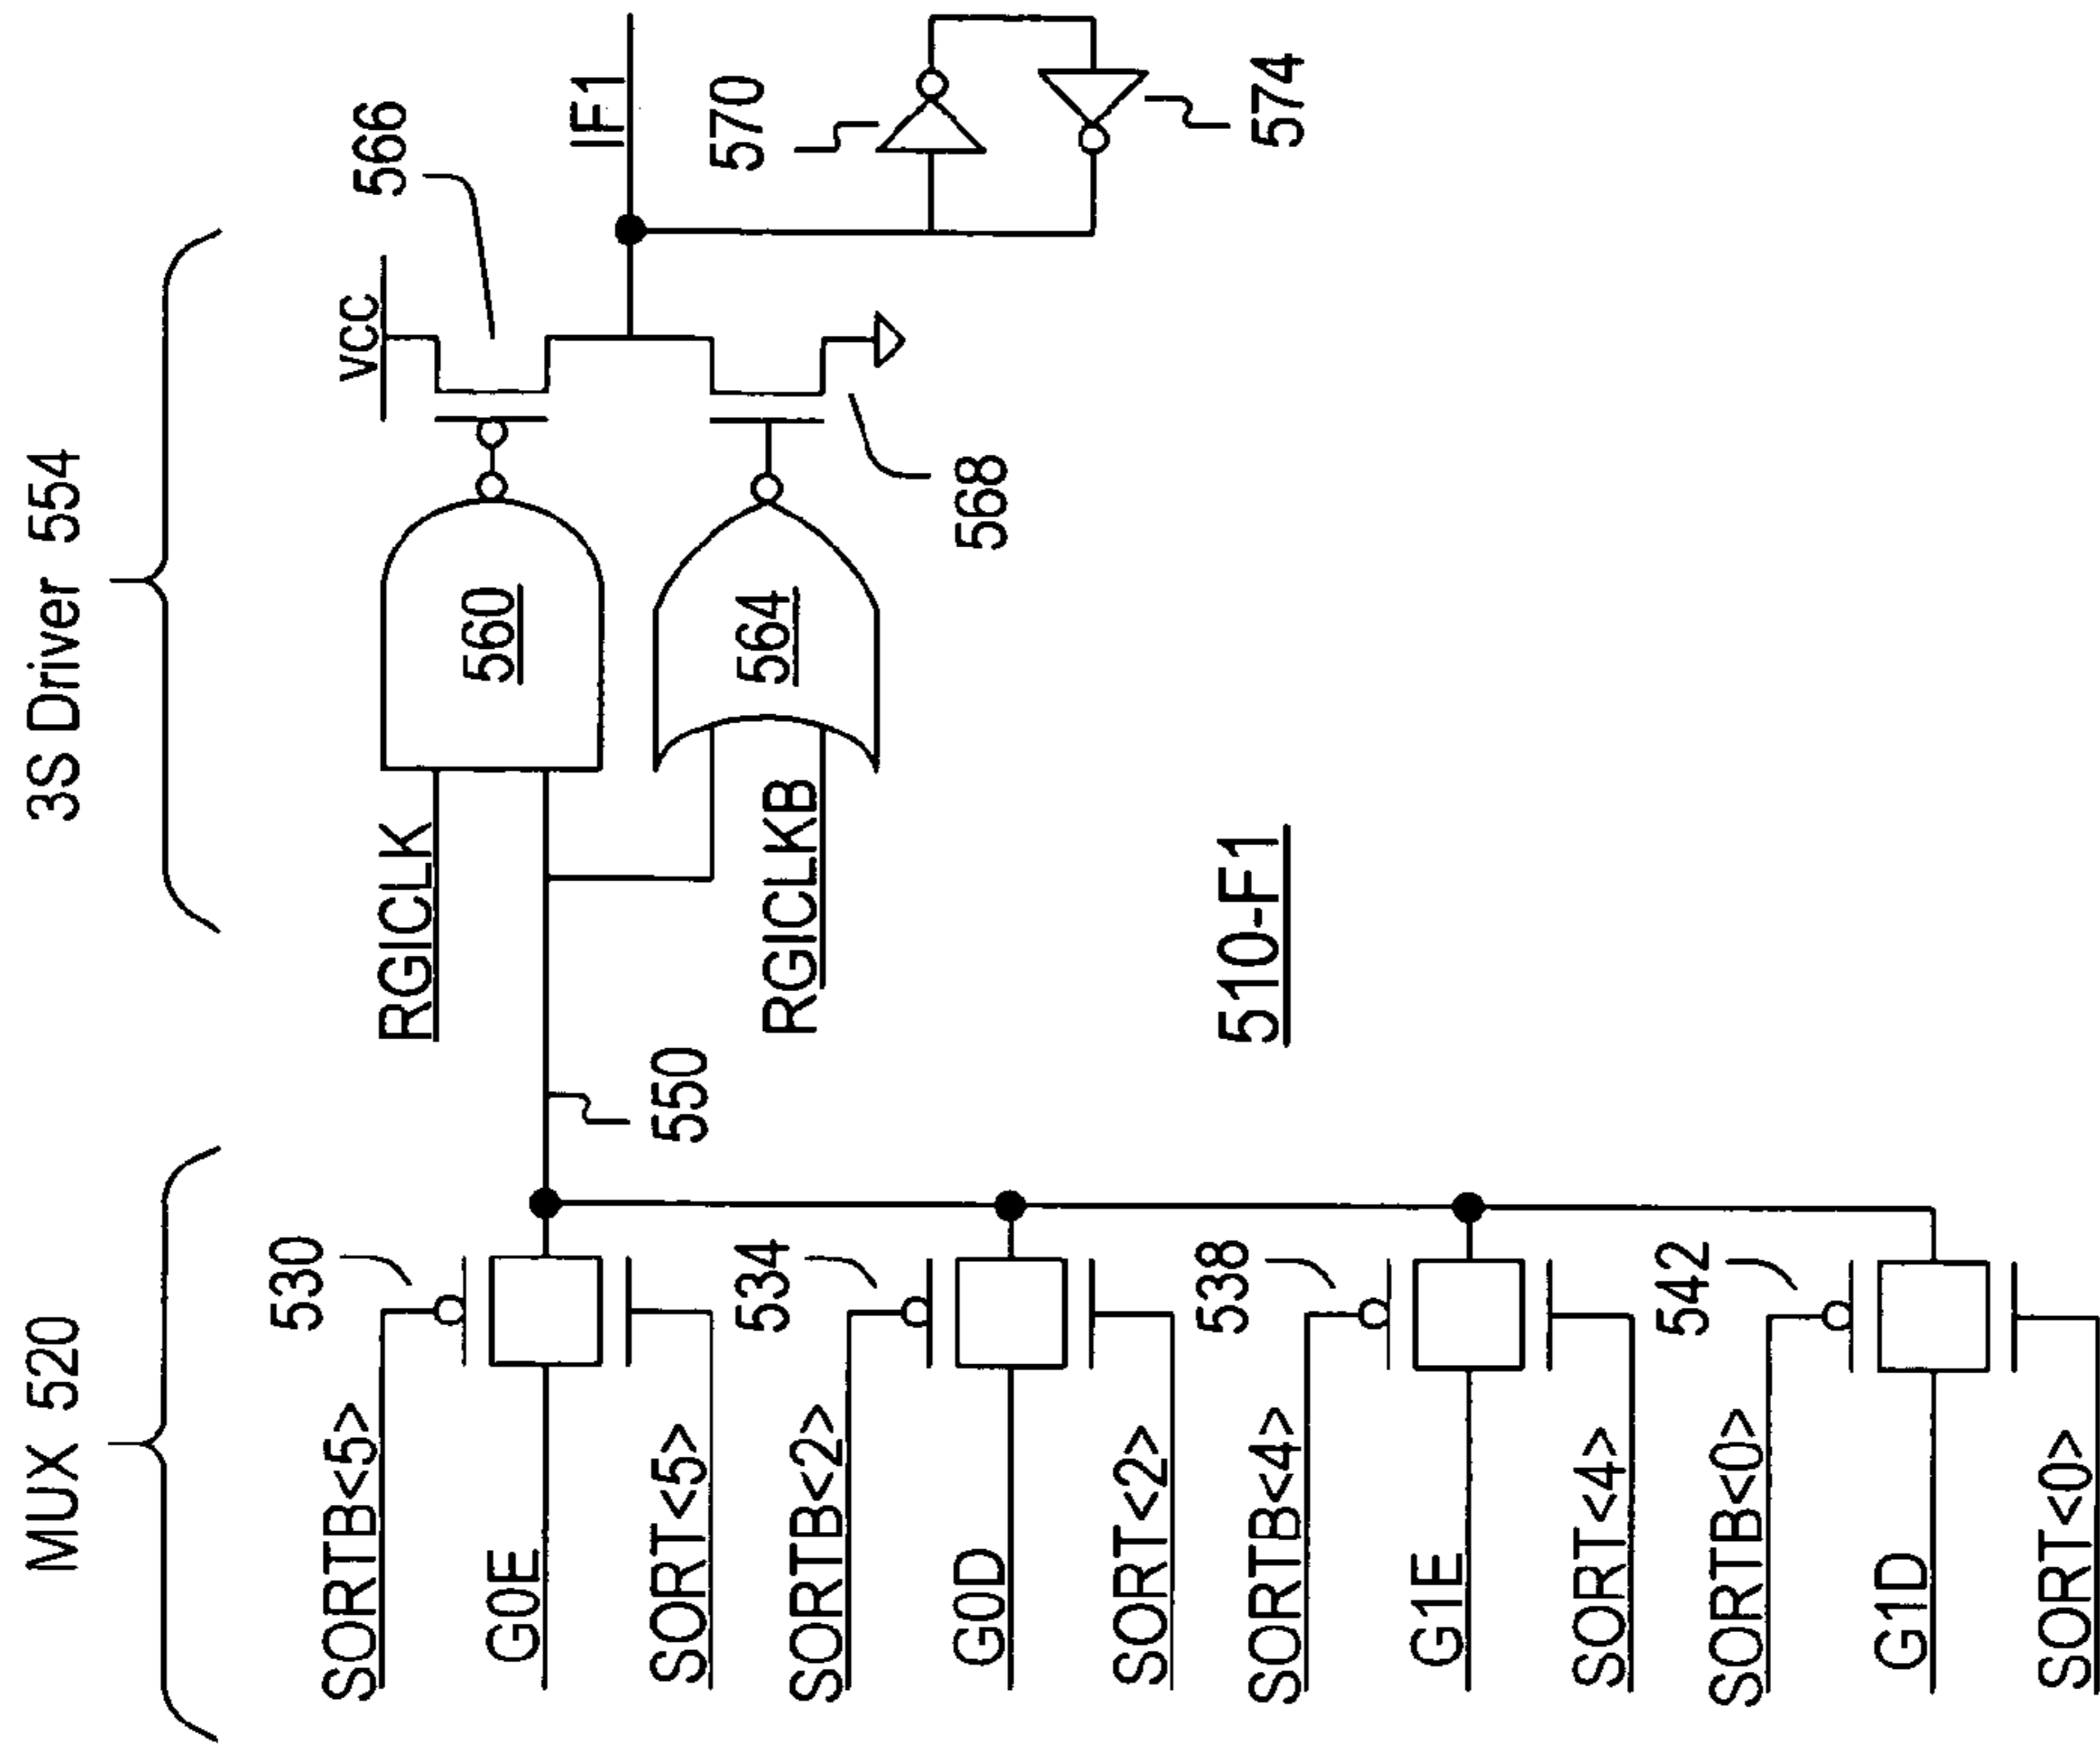 MUX 520
3S Driver 554
SORTB<5>
530
G0E
SORT<5>
SORTB<2>
534
G0D
SORT<2>
SORTB<4>
538
G1E
SORT<4>
SORTB<0>
542
G1D
SORT<0>
550
RGICLK
560
RGICLKB
564
VCC
566
568
IF1
570
574
510-F1